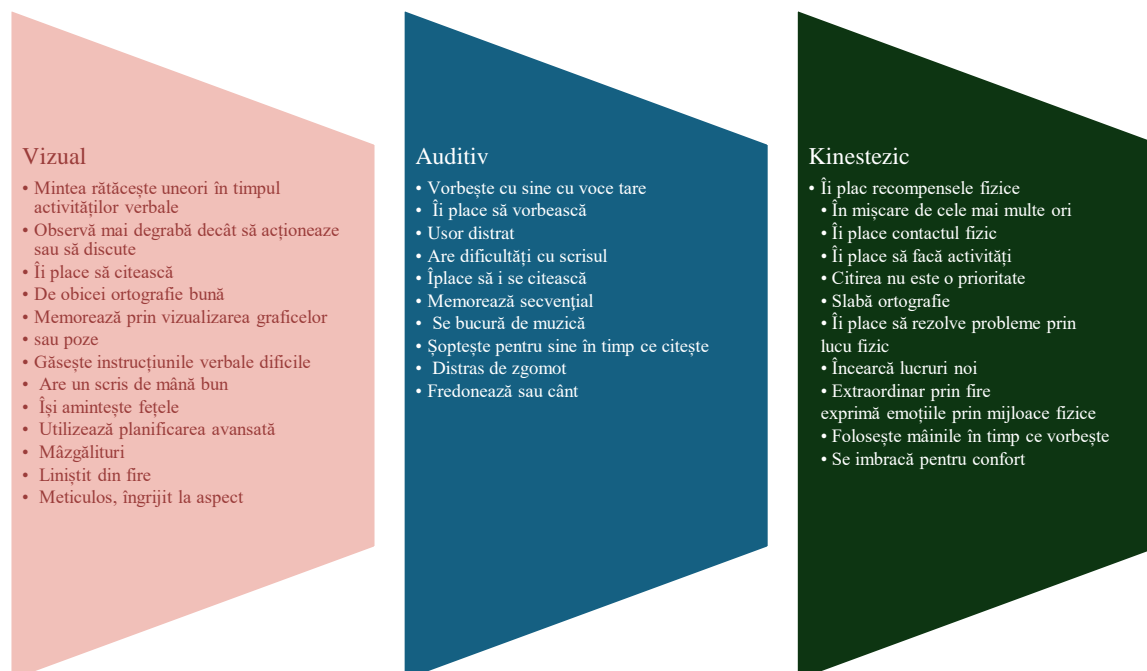 Vizual
• Mintea rătăcește uneori în timpul
activităților verbale
• Observă mai degrabă decât să acționeaze
sau să discute
• Îi place să citească
• De obicei ortografie bună
• Memorează prin vizualizarea graficelor
• sau poze
• Găsește instrucțiunile verbale dificile
• Are un scris de mână bun
• Își amintește fețele
• Utilizează planificarea avansată
• Mâzgălituri
• Liniștit din fire
• Meticulos, îngrijit la aspect
Auditiv
• Vorbește cu sine cu voce tare
• Îi place să vorbească
• Usor distrat
• Are dificultăți cu scrisul
• Îplace să i se citească
• Memorează secvențial
• Se bucură de muzică
• Șoptește pentru sine în timp ce citește
• Distras de zgomot
• Fredonează sau cânt
Kinestezic
• Îi plac recompensele fizice
• În mișcare de cele mai multe ori
• Îi place contactul fizic
• Îi place să facă activități
• Citirea nu este o prioritate
• Slabă ortografie
• Îi place să rezolve probleme prin
lucu fizic
• Încearcă lucruri noi
• Extraordinar prin fire
exprimă emoțiile prin mijloace fizice
• Folosește mâinile în timp ce vorbește
• Se imbracă pentru confort